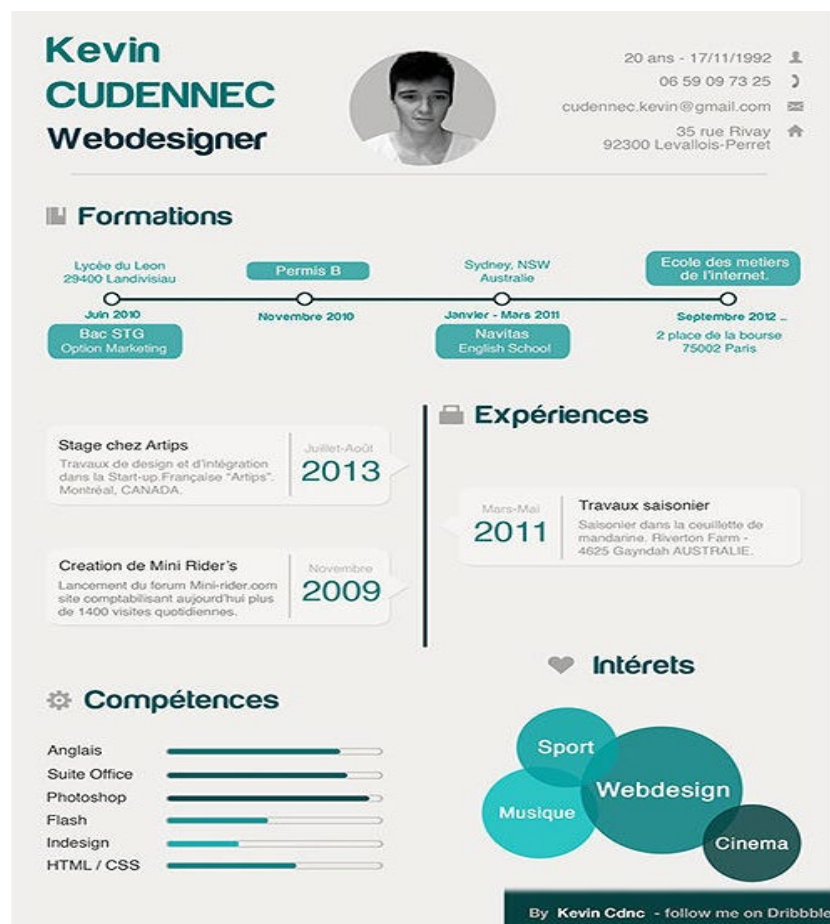 Kevin
CUDENNEC
Webdesigner
20 ans - 17/11/1992
06 59 09 73 25
cudennec.kevin@gmail.com
35 rue Rivay
92300 Levallois-Perret
Formations
Lycée du Leon
29400 Landivisiau
Juin 2010
Bac STG
Option Marketing
Permis B
Novembre 2010
Sydney, NSW
Australie
Janvier - Mars 2011
Navitas
English School
Ecole des metiers
de l'internet.
Septembre 2012 ..
2 place de la bourse
75002 Paris
Expériences
Stage chez Artips
Travaux de design et d'intégration
dans la Start-up.Française "Artips".
Montréal, CANADA.
Juillet-Août
2013
Mars-Mai
2011
Travaux saisonier
Saisonier dans la ceuillette de
mandarine. Riverton Farm -
4625 Gayndah AUSTRALIE.
Creation de Mini Rider's
Lancement du forum Mini-rider.com
site comptabilisant aujourd'hui plus
de 1400 visites quotidiennes.
Novembre
2009
Compétences
Anglais
Suite Office
Photoshop
Flash
Indesign
HTML / CSS
Intérets
Sport
Webdesign
Musique
Cinema
By Kevin Cdnc - follow me on Dribbble